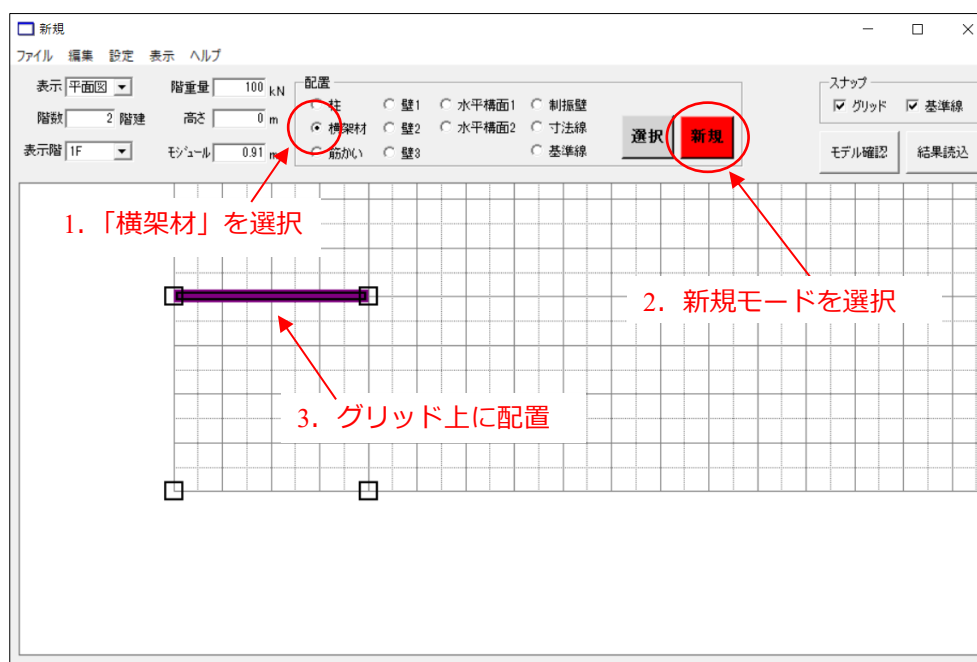 新規
ファイル 編集 設定 表示 ヘルプ
表示 平面図 階重量 100 kN 配置 スナップ
柱 壁1 水平構面1 制振壁 グリッド 基準線
階数 2 階建 高さ 0 m 横架材 壁2 水平構面2 寸法線 選択 新規
表示階 1F モジュール 0.91 m 筋かい 壁3 基準線 モデル確認 結果読込
1.「横架材」を選択
2. 新規モードを選択
3. グリッド上に配置